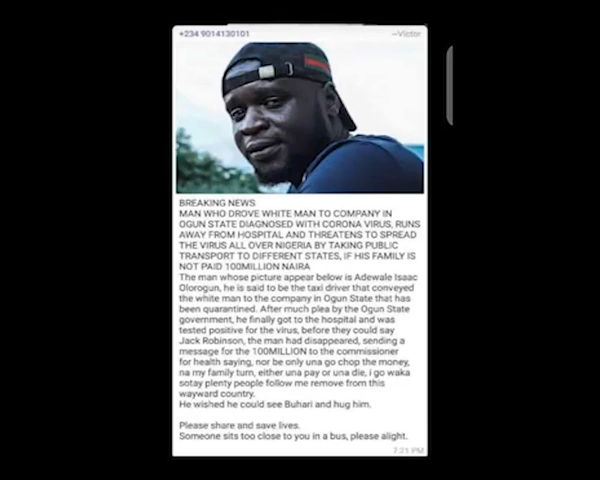 +234 9014130101
~Victor
BREAKING NEWS
MAN WHO DROVE WHITE MAN TO COMPANY IN
OGUN STATE DIAGNOSED WITH CORONA VIRUS, RUNS
AWAY FROM HOSPITAL AND THREATENS TO SPREAD
THE VIRUS ALL OVER NIGERIA BY TAKING PUBLIC
TRANSPORT TO DIFFERENT STATES, IF HIS FAMILY IS
NOT PAID 100MILLION NAIRA
The man whose picture appear below is Adewale Isaac
Olorogun, he is said to be the taxi driver that conveyed
the white man to the company in Ogun State that has
been quarantined. After much plea by the Ogun State
government, he finally got to the hospital and was
tested positive for the virus, before they could say
Jack Robinson, the man had disappeared, sending a
message for the 100MILLION to the commissioner
for health saying, nor be only una go chop the money,
na my family turn, either una pay or una die, i go waka
sotay plenty people follow me remove from this
wayward country.
He wished he could see Buhari and hug him.
Please share and save lives.
Someone sits too close to you in a bus, please alight.
7:21 PM